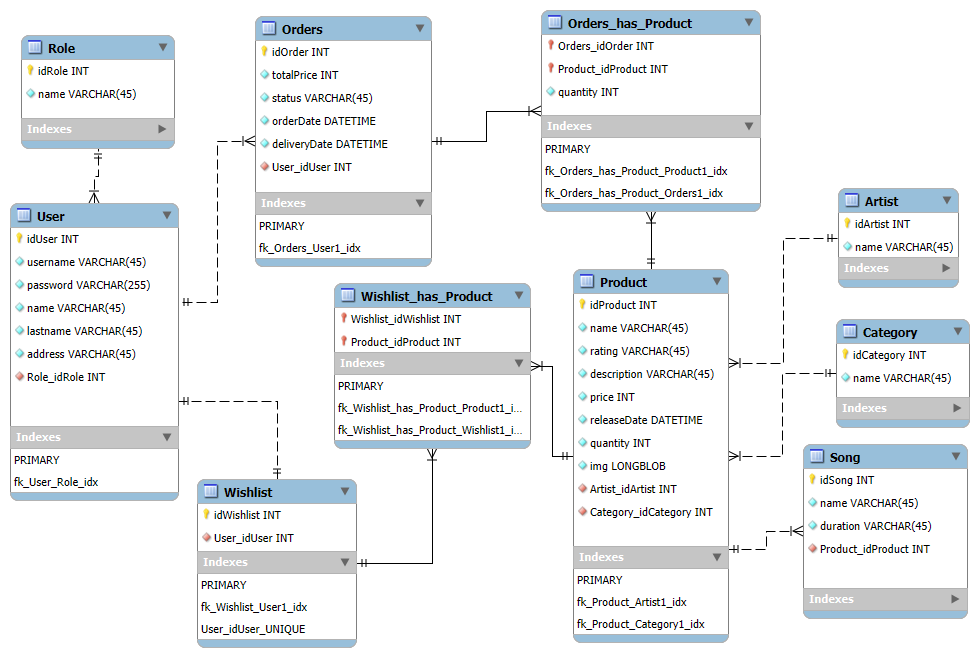 Role
idRole INT
name VARCHAR(45)
Indexes
Orders
idOrder INT
totalPrice INT
status VARCHAR(45)
orderDate DATETIME
deliveryDate DATETIME
User_idUser INT
Indexes
PRIMARY
fk_Orders_User1_idx
Orders_has_Product
Orders_idOrder INT
Product_idProduct INT
quantity INT
Indexes
PRIMARY
fk_Orders_has_Product_Product1_idx
fk_Orders_has_Product_Orders1_idx
User
idUser INT
username VARCHAR(45)
password VARCHAR(255)
name VARCHAR(45)
lastname VARCHAR(45)
address VARCHAR(45)
Role_idRole INT
Indexes
PRIMARY
fk_User_Role_idx
Wishlist_has_Product
Wishlist_idWishlist INT
Product_idProduct INT
Indexes
PRIMARY
fk_Wishlist_has_Product_Product1_i...
fk_Wishlist_has_Product_Wishlist1_i...
Product
idProduct INT
name VARCHAR(45)
rating VARCHAR(45)
description VARCHAR(45)
price INT
releaseDate DATETIME
quantity INT
img LONGBLOB
Artist_idArtist INT
Category_idCategory INT
Indexes
PRIMARY
fk_Product_Artist1_idx
fk_Product_Category1_idx
Artist
idArtist INT
name VARCHAR(45)
Indexes
Category
idCategory INT
name VARCHAR(45)
Indexes
Song
idSong INT
name VARCHAR(45)
duration VARCHAR(45)
Product_idProduct INT
Indexes
Wishlist
idWishlist INT
User_idUser INT
Indexes
PRIMARY
fk_Wishlist_User1_idx
User_idUser_UNIQUE